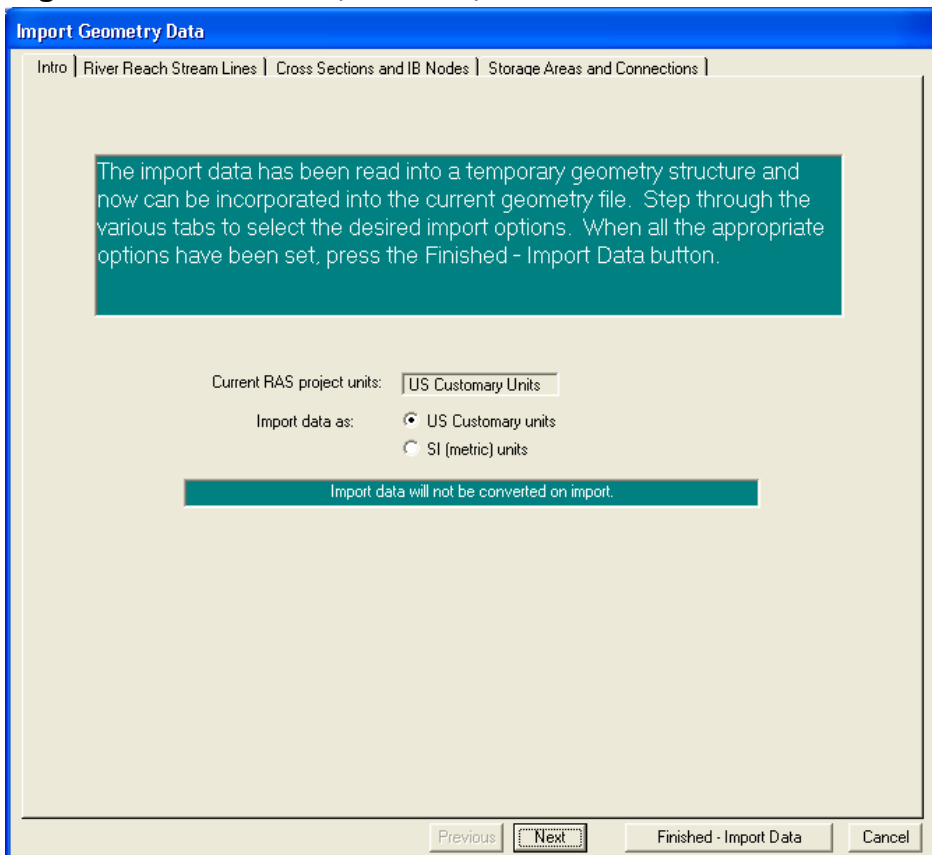 Import Geometry Data
Intro River Reach Stream Lines Cross Sections and IB Nodes Storage Areas and Connections
The import data has been read into a temporary geometry structure and
now can be incorporated into the current geometry file. Step through the
various tabs to select the desired import options. When all the appropriate
options have been set, press the Finished - Import Data button.
Current RAS project units: US Customary Units
Import data as: US Customary units
SI (metric) units
Import data will not be converted on import.
Previous Next Finished - Import Data Cancel